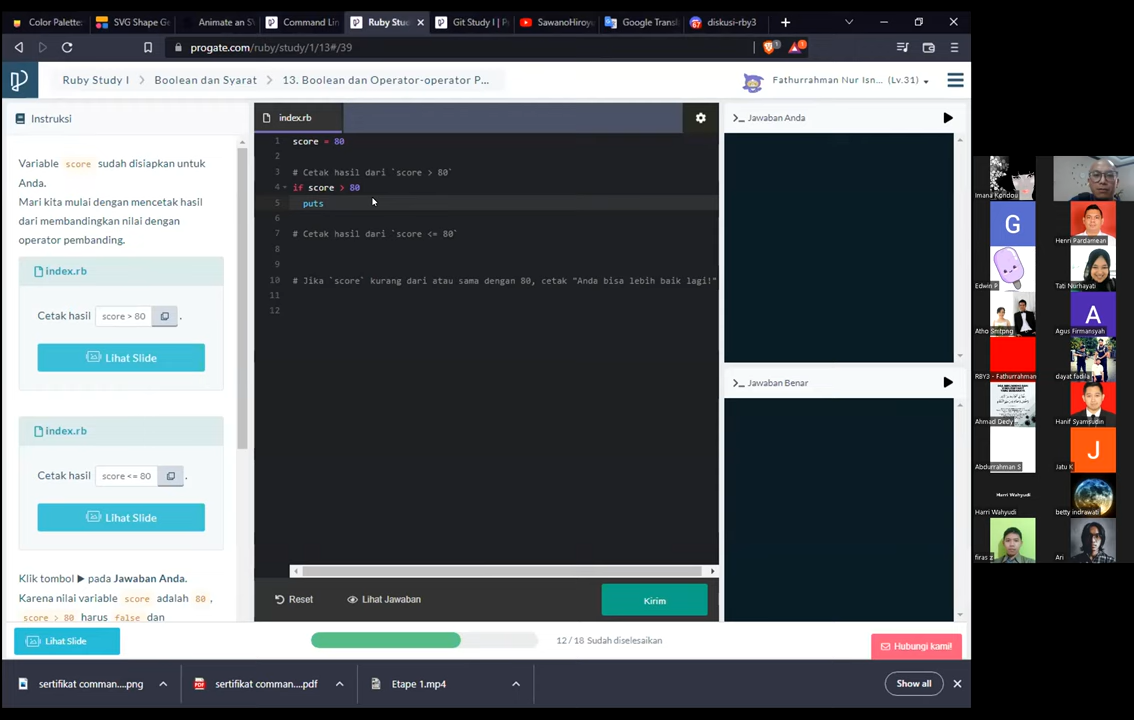 Color Palette
SVG Shape Ge
Animate an SV
Command Lin
Ruby Stu
Git Study I | P
SawanoHiroy
Google Trans
diskusi-rby3
progate.com/ruby/study/1/13#/39
Ruby Study I
Boolean dan Syarat
13. Boolean dan Operator-operator P...
Fathurrahman Nur Isn... (Lv.31)
Instruksi
Variable score sudah disiapkan untuk
Anda.
Mari kita mulai dengan mencetak hasil
dari membandingkan nilai dengan
operator pembanding.
index.rb
Cetak hasil score > 80 .
Lihat Slide
index.rb
Cetak hasil score <= 80 .
Lihat Slide
Klik tombol ▶ pada Jawaban Anda.
Karena nilai variable score adalah 80 ,
score > 80 harus false dan
Lihat Slide
index.rb
1 score = 80
2
3 # Cetak hasil dari `score > 80`
4 if score > 80
5 puts
6
7 # Cetak hasil dari `score <= 80`
8
9
10 # Jika `score` kurang dari atau sama dengan 80, cetak "Anda bisa lebih baik lagi!"
11
12
Reset
Lihat Jawaban
Kirim
12 / 18 Sudah diselesaikan
Jawaban Anda
Jawaban Benar
Hubungi kami!
sertifikat comman....png
sertifikat comman....pdf
Etape 1.mp4
Show all
Imana Kondou
G
Henri Pardamean
Edwin P
Tati Nurhayati
Atho Smtpng
A
Agus Firmansyah
RBY3 - Fathurrahman
dayat fadila
Ahmad Dedy
Hanif Syamsudin
Abdurrahman S
J
Jatu K
Harri Wahyudi
Harri Wahyudi
betty indrawati
firas z
Ari